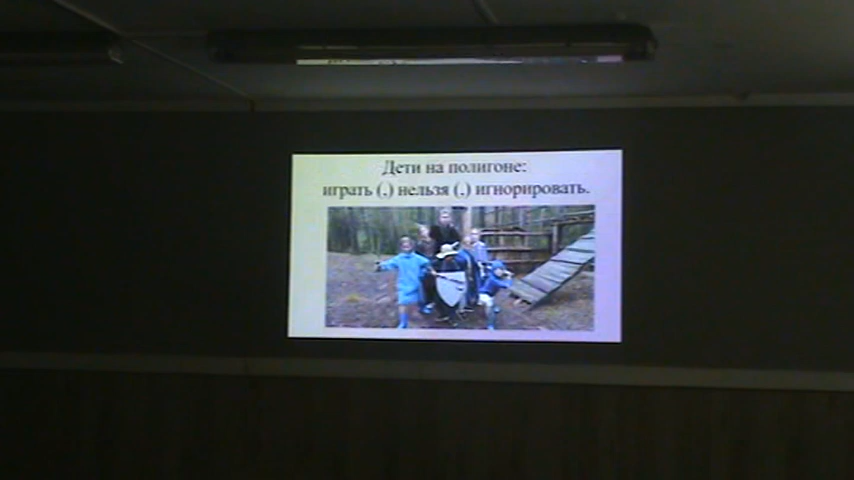 Дети на полигоне:
играть (.) нельзя (.) игнорировать.